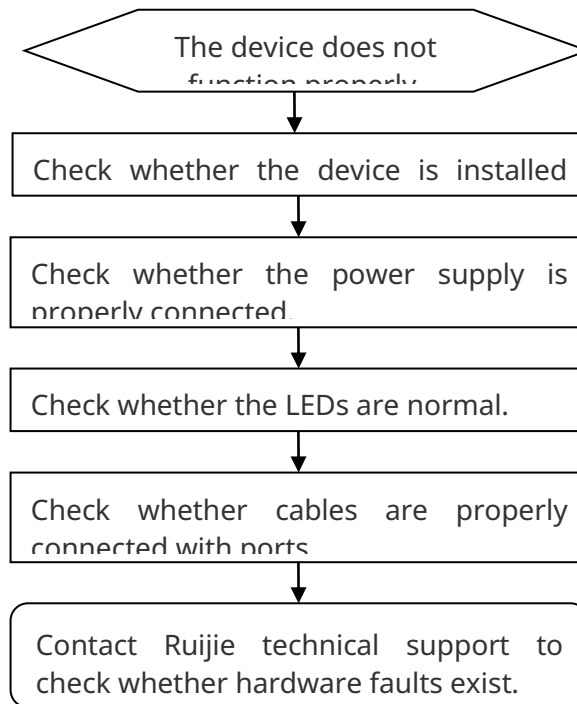 The device does not
function properly
Check whether the device is installed
Check whether the power supply is
properly connected.
Check whether the LEDs are normal.
Check whether cables are properly
connected with ports
Contact Ruijie technical support to
check whether hardware faults exist.